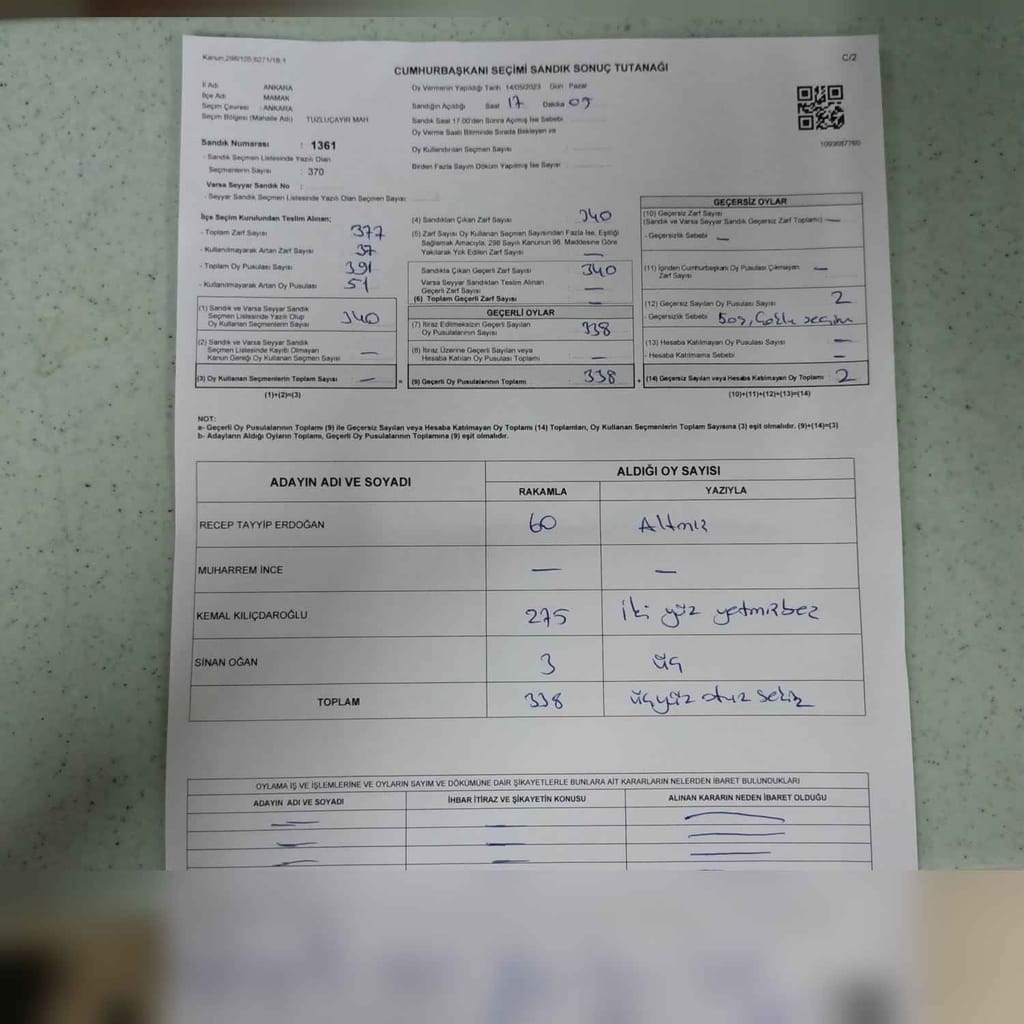 Kanun:298/105,6271/18-1
C/2
CUMHURBAŞKANI SEÇİMİ SANDIK SONUÇ TUTANAĞI
İl Adı : ANKARA
İlçe Adı MAMAK
Seçim Çevresi : ANKARA
Seçim Bölgesi (Mahalle Adı) TUZLUÇAYIR MAH
Sandık Numarası : 1361
- Sandık Seçmen Listesinde Yazılı Olan
Seçmenlerin Sayısı : 370
Varsa Seyyar Sandık No :
- Seyyar Sandık Seçmen Listesinde Yazılı Olan Seçmen Sayısı
Oy Vermenin Yapıldığı Tarih 14/05/2023 Gün : Pazar
Sandığın Açıldığı Saat 17 Dakika 09
Sandık Saat 17.00'den Sonra Açılmış İse Sebebi
Oy Verme Saati Bitiminde Sırada Bekleyen ve
Oy Kullandırılan Seçmen Sayısı
Birden Fazla Sayım Döküm Yapılmış İse Sayısı
1093687760
İlçe Seçim Kurulundan Teslim Alınan;
- Toplam Zarf Sayısı 377
- Kullanılmayarak Artan Zarf Sayısı 37
- Toplam Oy Pusulası Sayısı 391
- Kullanılmayarak Artan Oy Pusulası 51
(1) Sandık ve Varsa Seyyar Sandık
Seçmen Listesinde Yazılı Olup
Oy Kullanan Seçmenlerin Sayısı 340
(2) Sandık ve Varsa Seyyar Sandık
Seçmen Listesinde Kayıtlı Olmayan
Kanun Gereği Oy Kullanan Seçmen Sayısı —
(3) Oy Kullanan Seçmenlerin Toplam Sayısı —
(1)+(2)=(3)
(4) Sandıktan Çıkan Zarf Sayısı 340
(5) Zarf Sayısı Oy Kullanan Seçmen Sayısından Fazla İse, Eşitliği
Sağlamak Amacıyla, 298 Sayılı Kanunun 98. Maddesine Göre
Yakılarak Yok Edilen Zarf Sayısı —
Sandıkta Çıkan Geçerli Zarf Sayısı 340
Varsa Seyyar Sandıktan Teslim Alınan
Geçerli Zarf Sayısı —
(6) Toplam Geçerli Zarf Sayısı —
GEÇERLİ OYLAR
(7) İtiraz Edilmeksizin Geçerli Sayılan
Oy Pusulalarının Sayısı 338
(8) İtiraz Üzerine Geçerli Sayılan veya
Hesaba Katılan Oy Pusulası Toplamı —
= (9) Geçerli Oy Pusulalarının Toplamı 338
GEÇERSİZ OYLAR
(10) Geçersiz Zarf Sayısı
(Sandık ve Varsa Seyyar Sandık Geçersiz Zarf Toplamı) —
- Geçersizlik Sebebi —
(11) İçinden Cumhurbaşkanı Oy Pusulası Çıkmayan —
Zarf Sayısı
(12) Geçersiz Sayılan Oy Pusulası Sayısı 2
- Geçersizlik Sebebi Boş, Çoklu seçim
(13) Hesaba Katılmayan Oy Pusulası Sayısı —
- Hesaba Katılmama Sebebi —
+ (14) Geçersiz Sayılan veya Hesaba Katılmayan Oy Toplamı : 2
(10)+(11)+(12)+(13)=(14)
NOT:
a- Geçerli Oy Pusulalarının Toplamı (9) ile Geçersiz Sayılan veya Hesaba Katılmayan Oy Toplamı (14) Toplamları, Oy Kullanan Seçmenlerin Toplam Sayısına (3) eşit olmalıdır. (9)+(14)=(3)
b- Adayların Aldığı Oyların Toplamı, Geçerli Oy Pusulalarının Toplamına (9) eşit olmalıdır.
ADAYIN ADI VE SOYADI
ALDIĞI OY SAYISI
RAKAMLA YAZIYLA
RECEP TAYYİP ERDOĞAN 60 Altmış
MUHARREM İNCE — —
KEMAL KILIÇDAROĞLU 275 iki yüz yetmişbeş
SİNAN OĞAN 3 üç
TOPLAM 338 üçyüz otuz sekiz
OYLAMA İŞ VE İŞLEMLERİNE VE OYLARIN SAYIM VE DÖKÜMÜNE DAİR ŞİKAYETLERLE BUNLARA AİT KARARLARIN NELERDEN İBARET BULUNDUKLARI
ADAYIN ADI VE SOYADI İHBAR İTİRAZ VE ŞİKAYETİN KONUSU ALINAN KARARIN NEDEN İBARET OLDUĞU